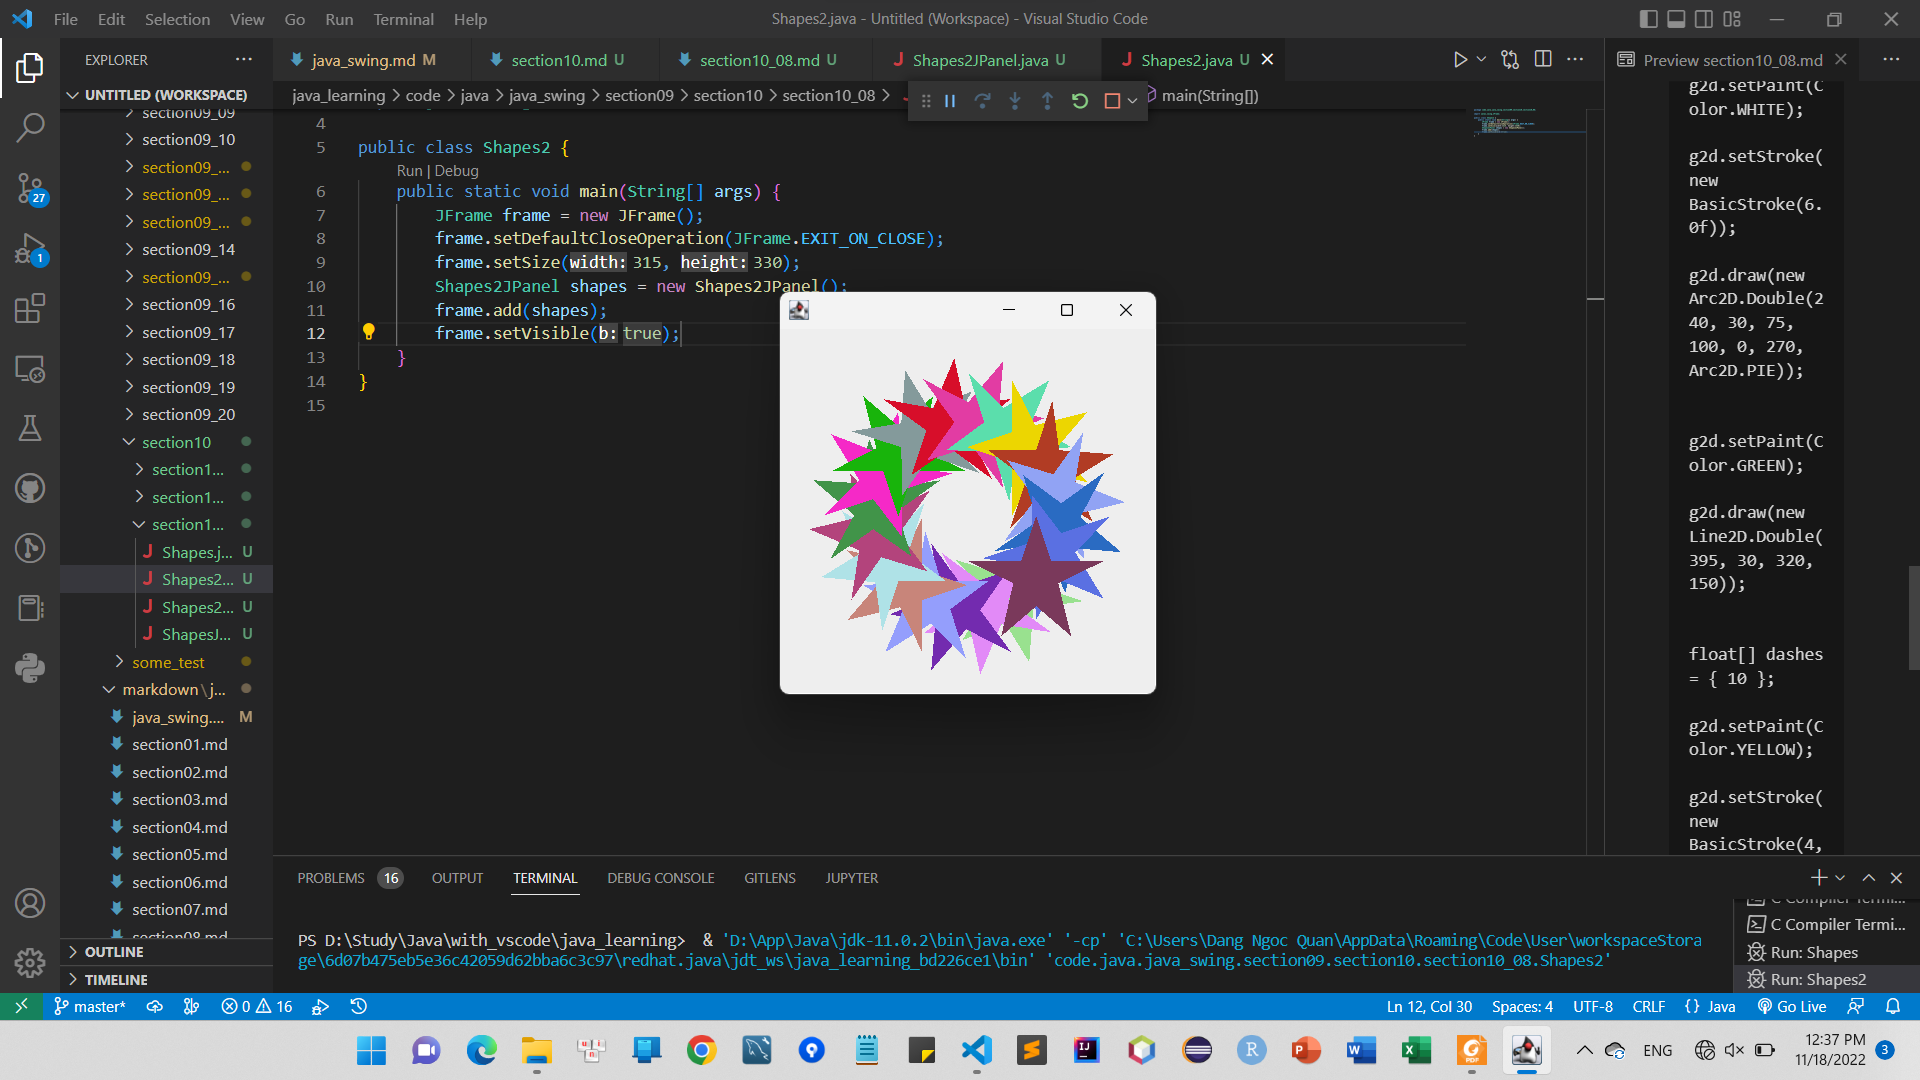 File Edit Selection View Go Run Terminal Help
Shapes2.java - Untitled (Workspace) - Visual Studio Code
EXPLORER
UNTITLED (WORKSPACE)
section09_09
section09_10
section09_...
section09_...
section09_...
section09_14
section09_...
section09_16
section09_17
section09_18
section09_19
section09_20
section10
section1...
section1...
section1...
J Shapes.j... U
J Shapes2... U
J Shapes2... U
J ShapesJ... U
some_test
markdown\j...
java_swing.... M
section01.md
section02.md
section03.md
section04.md
section05.md
section06.md
section07.md
section08.md
OUTLINE
TIMELINE
27
1
java_swing.md M
section10.md U
section10_08.md U
J Shapes2JPanel.java U
J Shapes2.java U
java_learning > code > java > java_swing > section09 > section10 > section10_08 >
main(String[])
4
5 public class Shapes2 {
Run | Debug
6 public static void main(String[] args) {
7 JFrame frame = new JFrame();
8 frame.setDefaultCloseOperation(JFrame.EXIT_ON_CLOSE);
9 frame.setSize(width: 315, height: 330);
10 Shapes2JPanel shapes = new Shapes2JPanel();
11 frame.add(shapes);
12 frame.setVisible(b: true);
13 }
14 }
15
Preview section10_08.md
g2d.setPaint(C
olor.WHITE);
g2d.setStroke(
new
BasicStroke(6.
0f));
g2d.draw(new
Arc2D.Double(2
40, 30, 75,
100, 0, 270,
Arc2D.PIE));
g2d.setPaint(C
olor.GREEN);
g2d.draw(new
Line2D.Double(
395, 30, 320,
150));
float[] dashes
= { 10 };
g2d.setPaint(C
olor.YELLOW);
g2d.setStroke(
new
BasicStroke(4,
PROBLEMS 16 OUTPUT TERMINAL DEBUG CONSOLE GITLENS JUPYTER
PS D:\Study\Java\with_vscode\java_learning> & 'D:\App\Java\jdk-11.0.2\bin\java.exe' '-cp' 'C:\Users\Dang Ngoc Quan\AppData\Roaming\Code\User\workspaceStora
ge\6d07b475eb5e36c42059d62bba6c3c97\redhat.java\jdt_ws\java_learning_bd226ce1\bin' 'code.java.java_swing.section09.section10.section10_08.Shapes2'
C Compiler Termi...
C Compiler Termi...
Run: Shapes
Run: Shapes2
master* 0 16
Ln 12, Col 30 Spaces: 4 UTF-8 CRLF {} Java Go Live
ENG
12:37 PM
11/18/2022
3